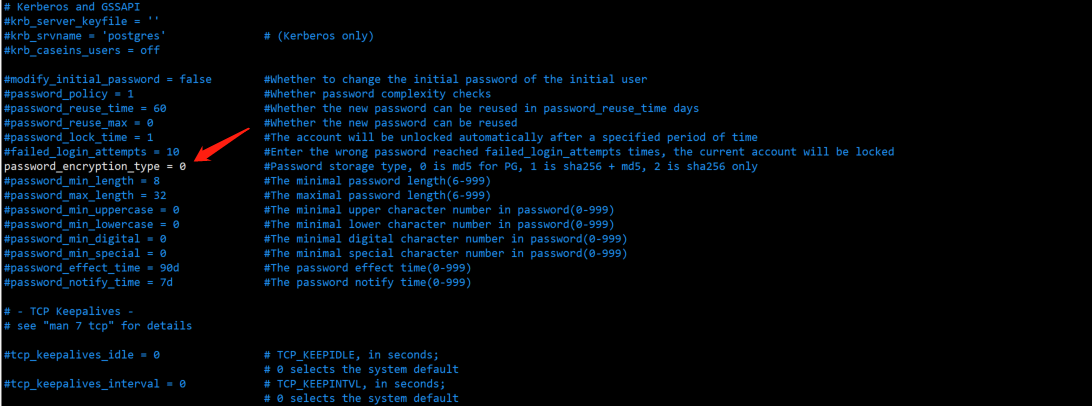 # Kerberos and GSSAPI
#krb_server_keyfile = ''
#krb_srvname = 'postgres' # (Kerberos only)
#krb_caseins_users = off
#modify_initial_password = false #Whether to change the initial password of the initial user
#password_policy = 1 #Whether password complexity checks
#password_reuse_time = 60 #Whether the new password can be reused in password_reuse_time days
#password_reuse_max = 0 #Whether the new password can be reused
#password_lock_time = 1 #The account will be unlocked automatically after a specified period of time
#failed_login_attempts = 10 #Enter the wrong password reached failed_login_attempts times, the current account will be locked
password_encryption_type = 0 #Password storage type, 0 is md5 for PG, 1 is sha256 + md5, 2 is sha256 only
#password_min_length = 8 #The minimal password length(6-999)
#password_max_length = 32 #The maximal password length(6-999)
#password_min_uppercase = 0 #The minimal upper character number in password(0-999)
#password_min_lowercase = 0 #The minimal lower character number in password(0-999)
#password_min_digital = 0 #The minimal digital character number in password(0-999)
#password_min_special = 0 #The minimal special character number in password(0-999)
#password_effect_time = 90d #The password effect time(0-999)
#password_notify_time = 7d #The password notify time(0-999)
# - TCP Keepalives -
# see "man 7 tcp" for details
#tcp_keepalives_idle = 0 # TCP_KEEPIDLE, in seconds;
# 0 selects the system default
#tcp_keepalives_interval = 0 # TCP_KEEPINTVL, in seconds;
# 0 selects the system default